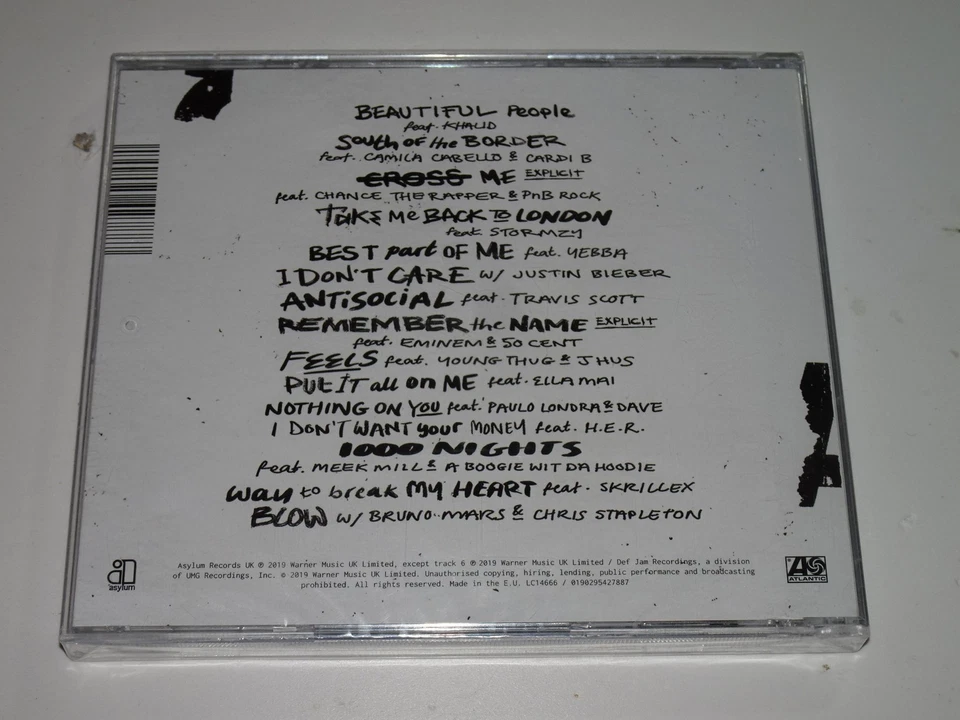 BEAUTIFUL People
feat. KHALID
South OF the BORDER
feat. CAMILA CABELLO & CARDI B
CROSS ME EXPLICIT
feat. CHANCE THE RAPPER & PnB ROCK
TAKE Me BACK To LONDON
feat. STORMZY
BEST part OF ME feat. YEBBA
I DON'T CARE W/ JUSTIN BIEBER
ANTiSOCiAL feat. TRAVIS SCOTT
REMEMBER the NAME EXPLICIT
feat. EMINEM & 50 CENT
FEELS feat. YOUNG THUG & J HUS
PUT IT all on ME feat. ELLA MAI
NOTHING ON YOU feat. PAULO LONDRA & DAVE
I DON'T WANT your MONEY feat. H.E.R.
1000 NIGHTS
feat. MEEK MILL & A BOOGIE WIT DA HOODIE
way to break MY HEART feat. SKRILLEX
BLOW W/ BRUNO MARS & CHRIS STAPLETON
Asylum Records UK ℗ 2019 Warner Music UK Limited, except track 6 ℗ 2019 Warner Music UK Limited / Def Jam Recordings, a division
of UMG Recordings, Inc. © 2019 Warner Music UK Limited. Unauthorised copying, hiring, lending, public performance and broadcasting
prohibited. All rights reserved. Made in the E.U. LC14666 / 0190295427887
asylum
ATLANTIC